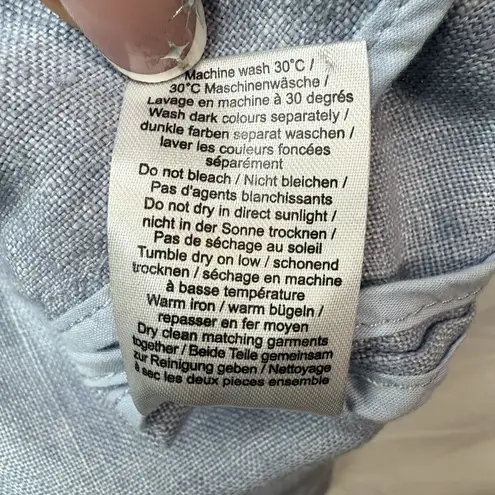 Machine wash 30°C /
30°C Maschinenwäsche /
Lavage en machine à 30 degrés
Wash dark colours separately /
dunkle farben separat waschen /
laver les couleurs foncées
séparément
Do not bleach / Nicht bleichen /
Pas d'agents blanchissants
Do not dry in direct sunlight /
nicht in der Sonne trocknen /
Pas de séchage au soleil
Tumble dry on low / schonend
trocknen / séchage en machine
à basse température
Warm iron / warm bügeln /
repasser en fer moyen
Dry clean matching garments
together / Beide Teile gemeinsam
zur Reinigung geben / Nettoyage
à sec les deux pieces ensemble